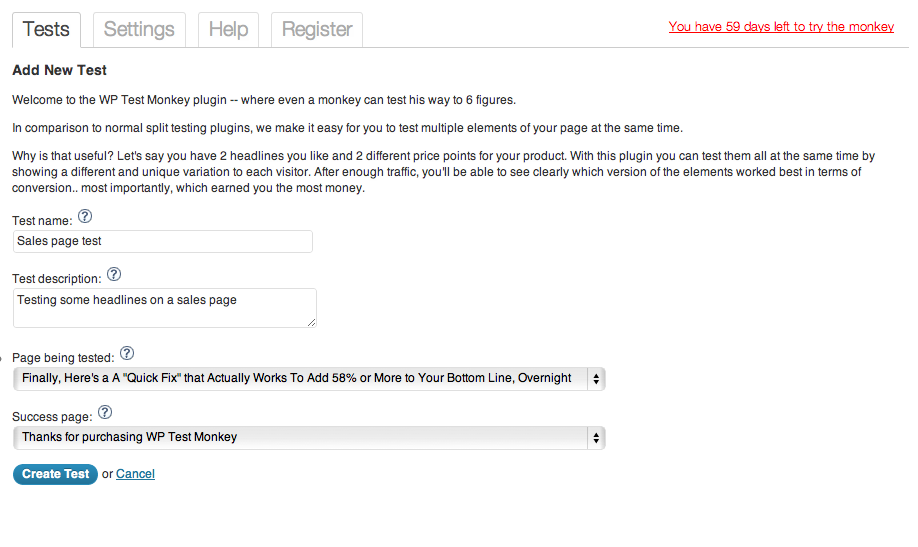 Tests Settings Help Register You have 59 days left to try the monkey
Add New Test
Welcome to the WP Test Monkey plugin -- where even a monkey can test his way to 6 figures.
In comparison to normal split testing plugins, we make it easy for you to test multiple elements of your page at the same time.
Why is that useful? Let's say you have 2 headlines you like and 2 different price points for your product. With this plugin you can test them all at the same time by
showing a different and unique variation to each visitor. After enough traffic, you'll be able to see clearly which version of the elements worked best in terms of
conversion.. most importantly, which earned you the most money.
Test name: ?
Sales page test
Test description: ?
Testing some headlines on a sales page
Page being tested: ?
Finally, Here's a A "Quick Fix" that Actually Works To Add 58% or More to Your Bottom Line, Overnight
Success page: ?
Thanks for purchasing WP Test Monkey
Create Test or Cancel